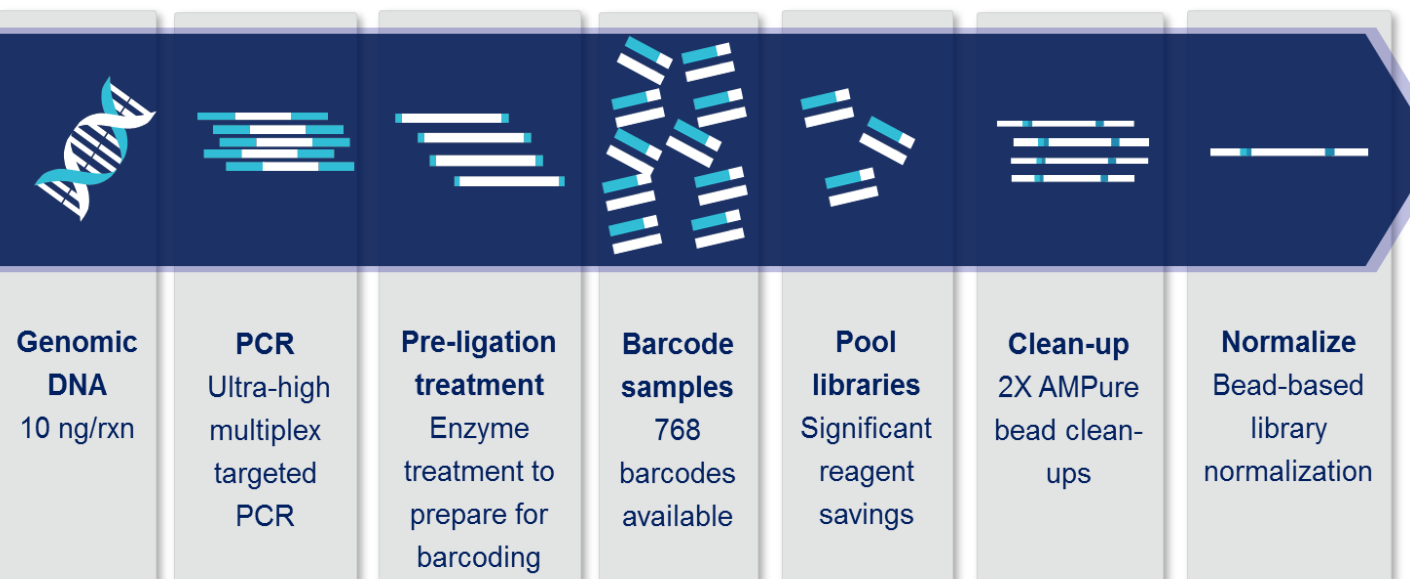 Genomic
DNA
10 ng/rxn
PCR
Ultra-high
multiplex
targeted
PCR
Pre-ligation
treatment
Enzyme
treatment to
prepare for
barcoding
Barcode
samples
768
barcodes
available
Pool
libraries
Significant
reagent
savings
Clean-up
2X AMPure
bead clean-
ups
Normalize
Bead-based
library
normalization